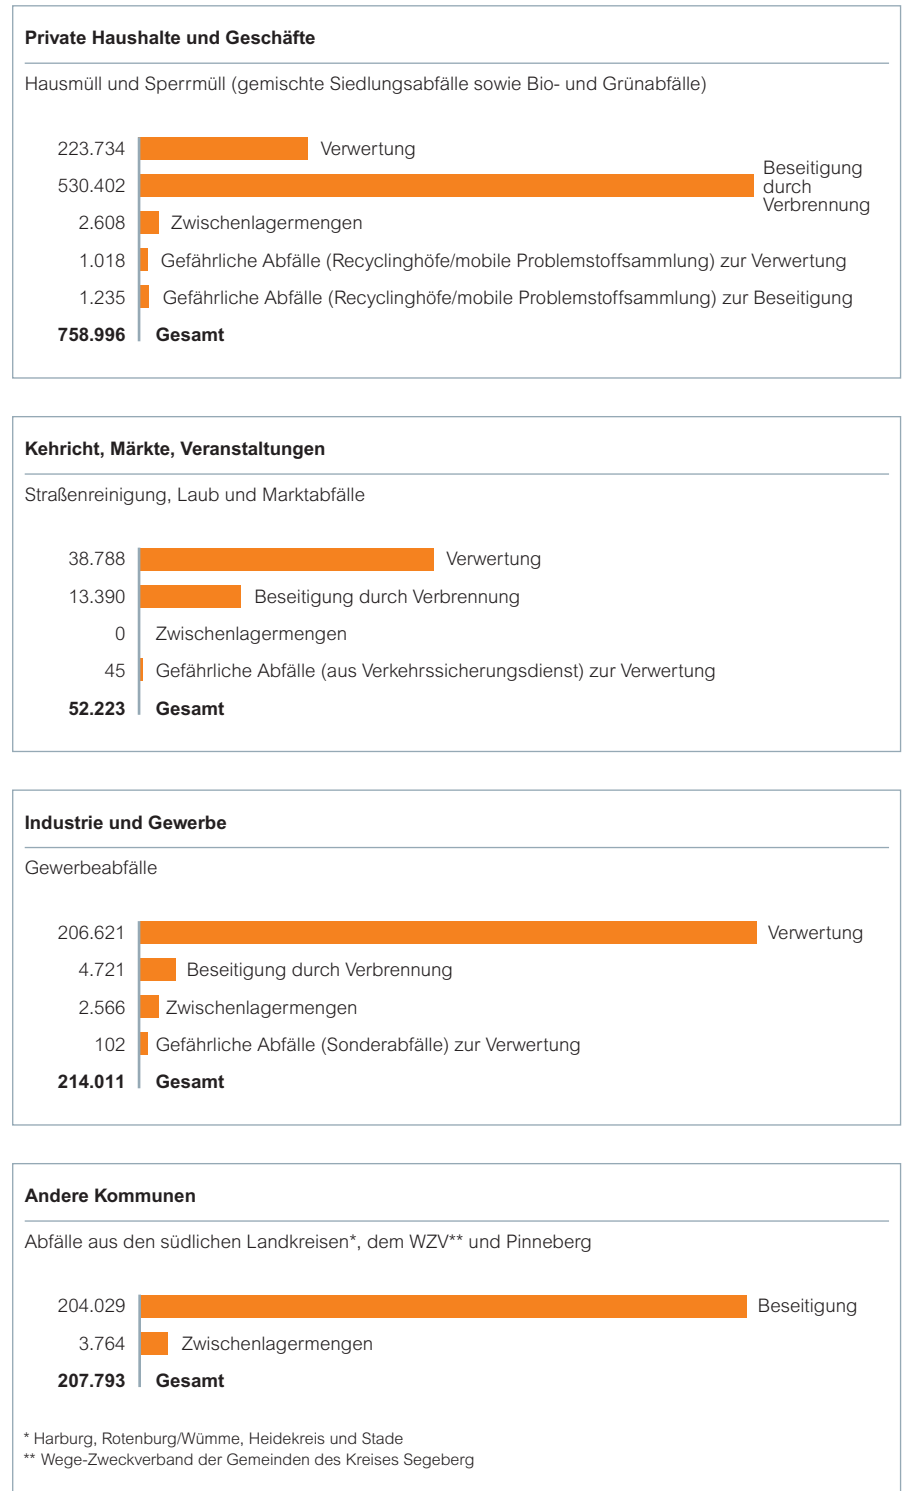 Private Haushalte und Geschäfte
Hausmüll und Sperrmüll (gemischte Siedlungsabfälle sowie Bio- und Grünabfälle)
223.734 Verwertung
530.402 Beseitigung
durch
Verbrennung
2.608 Zwischenlagermengen
1.018 Gefährliche Abfälle (Recyclinghöfe/mobile Problemstoffsammlung) zur Verwertung
1.235 Gefährliche Abfälle (Recyclinghöfe/mobile Problemstoffsammlung) zur Beseitigung
758.996 Gesamt
Kehricht, Märkte, Veranstaltungen
Straßenreinigung, Laub und Marktabfälle
38.788 Verwertung
13.390 Beseitigung durch Verbrennung
0 Zwischenlagermengen
45 Gefährliche Abfälle (aus Verkehrssicherungsdienst) zur Verwertung
52.223 Gesamt
Industrie und Gewerbe
Gewerbeabfälle
206.621 Verwertung
4.721 Beseitigung durch Verbrennung
2.566 Zwischenlagermengen
102 Gefährliche Abfälle (Sonderabfälle) zur Verwertung
214.011 Gesamt
Andere Kommunen
Abfälle aus den südlichen Landkreisen*, dem WZV** und Pinneberg
204.029 Beseitigung
3.764 Zwischenlagermengen
207.793 Gesamt
* Harburg, Rotenburg/Wümme, Heidekreis und Stade
** Wege-Zweckverband der Gemeinden des Kreises Segeberg